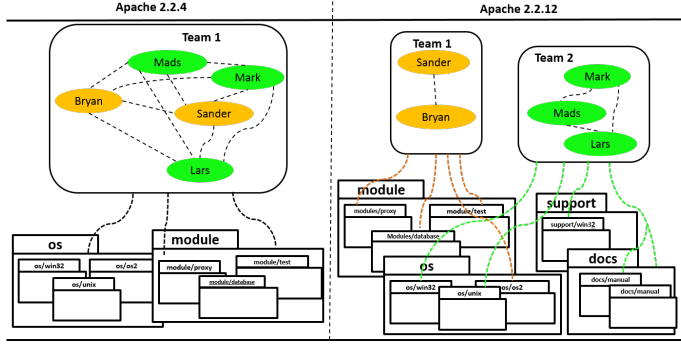 Apache 2.2.4
Apache 2.2.12
Team 1
Mads
Mark
Bryan
Sander
Lars
os
os/win32
os/os2
os/unix
module
module/proxy
module/test
module/database
Team 1
Sander
Bryan
Team 2
Mark
Mads
Lars
module
modules/proxy
module/test
Modules/database
os
os/win32
os/os2
os/unix
support
support/win32
docs
docs/manual
docs/manual